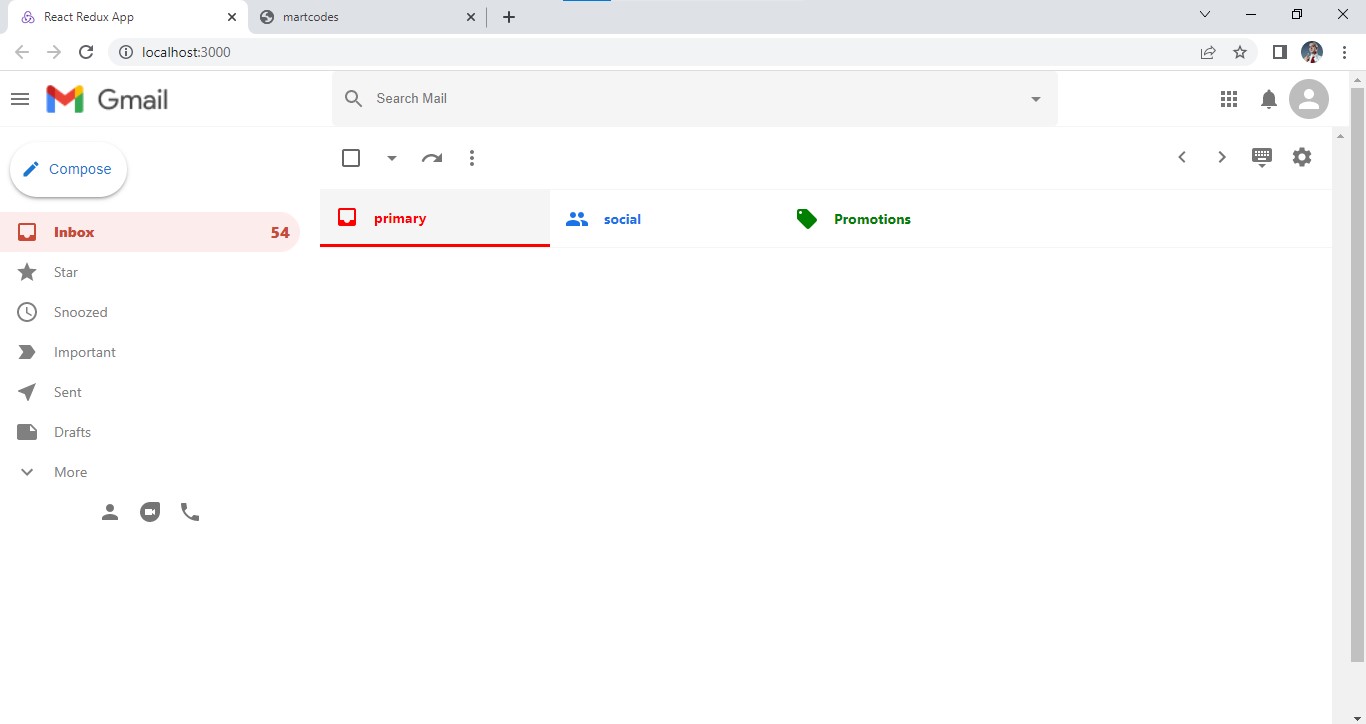 React Redux App
martcodes
localhost:3000
Gmail
Search Mail
Compose
Inbox 54
primary
social
Promotions
Star
Snoozed
Important
Sent
Drafts
More